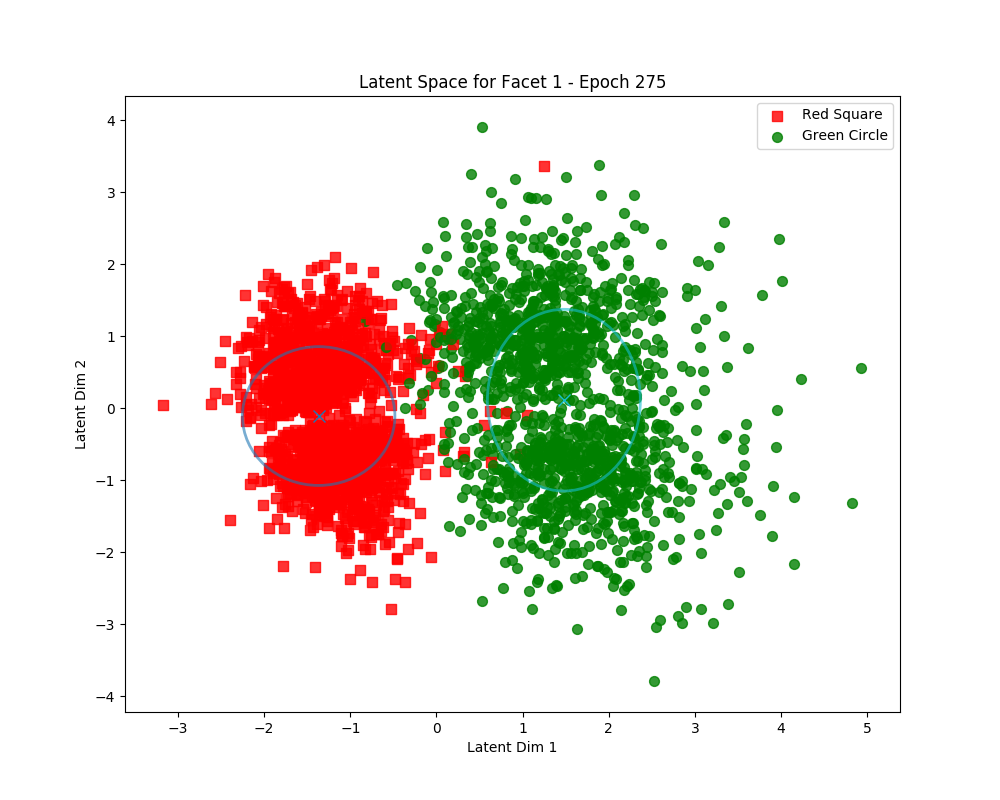 Latent Space for Facet 1 - Epoch 275
Red Square
Green Circle
4
3
2
1
0
−1
−2
−3
−4
Latent Dim 2
−3 −2 −1 0 1 2 3 4 5
Latent Dim 1